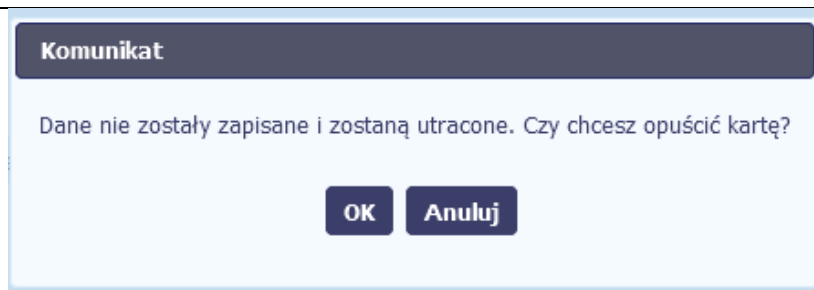 Komunikat
Dane nie zostały zapisane i zostaną utracone. Czy chcesz opuścić kartę?
OK Anuluj